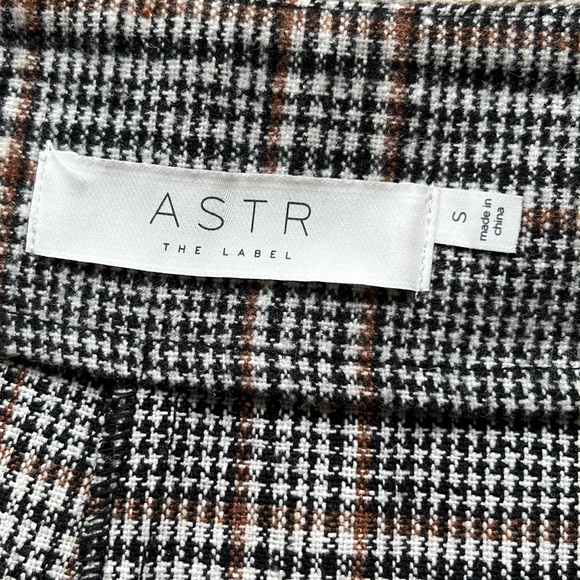 ASTR
THE LABEL
S
made in
china